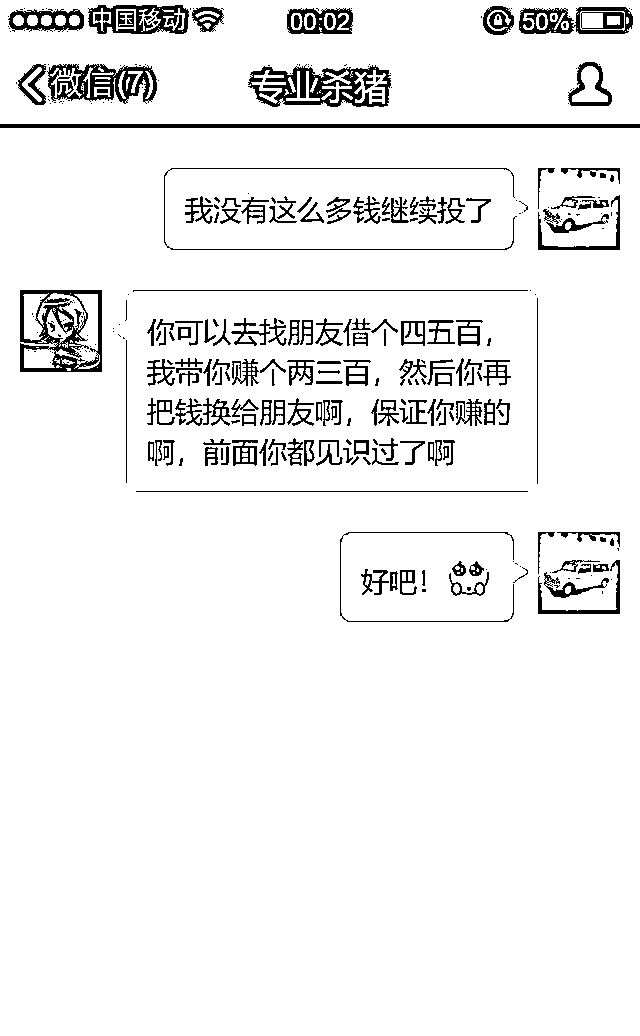 中国移动 00:02 50%
微信(7) 专业杀猪
我没有这么多钱继续投了
你可以去找朋友借个四五百，
我带你赚个两三百，然后你再
把钱换给朋友啊，保证你赚的
啊，前面你都见识过了啊
好吧！